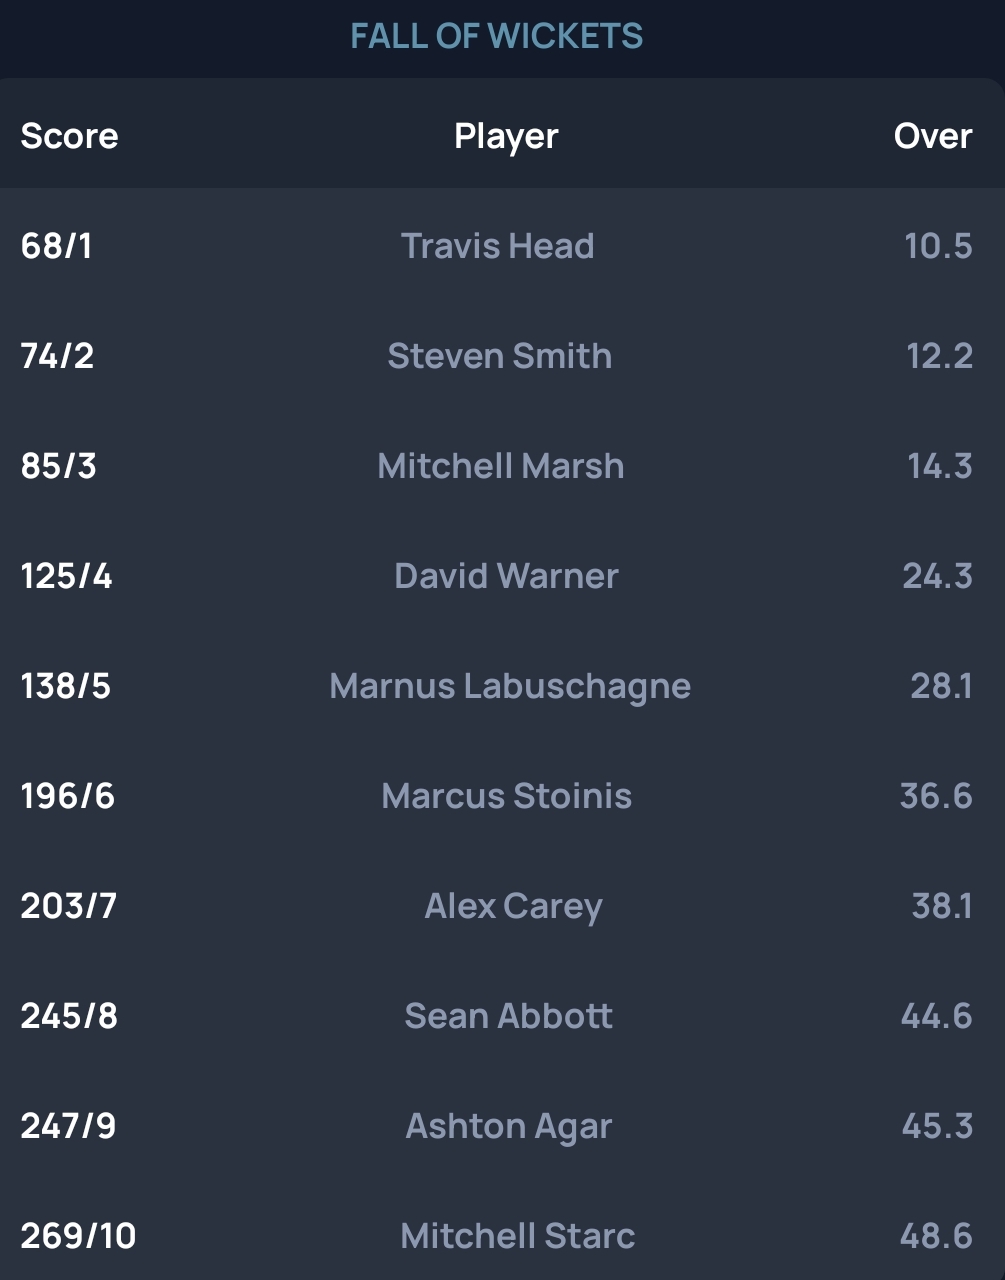 FALL OF WICKETS
Score Player Over
68/1 Travis Head 10.5
74/2 Steven Smith 12.2
85/3 Mitchell Marsh 14.3
125/4 David Warner 24.3
138/5 Marnus Labuschagne 28.1
196/6 Marcus Stoinis 36.6
203/7 Alex Carey 38.1
245/8 Sean Abbott 44.6
247/9 Ashton Agar 45.3
269/10 Mitchell Starc 48.6